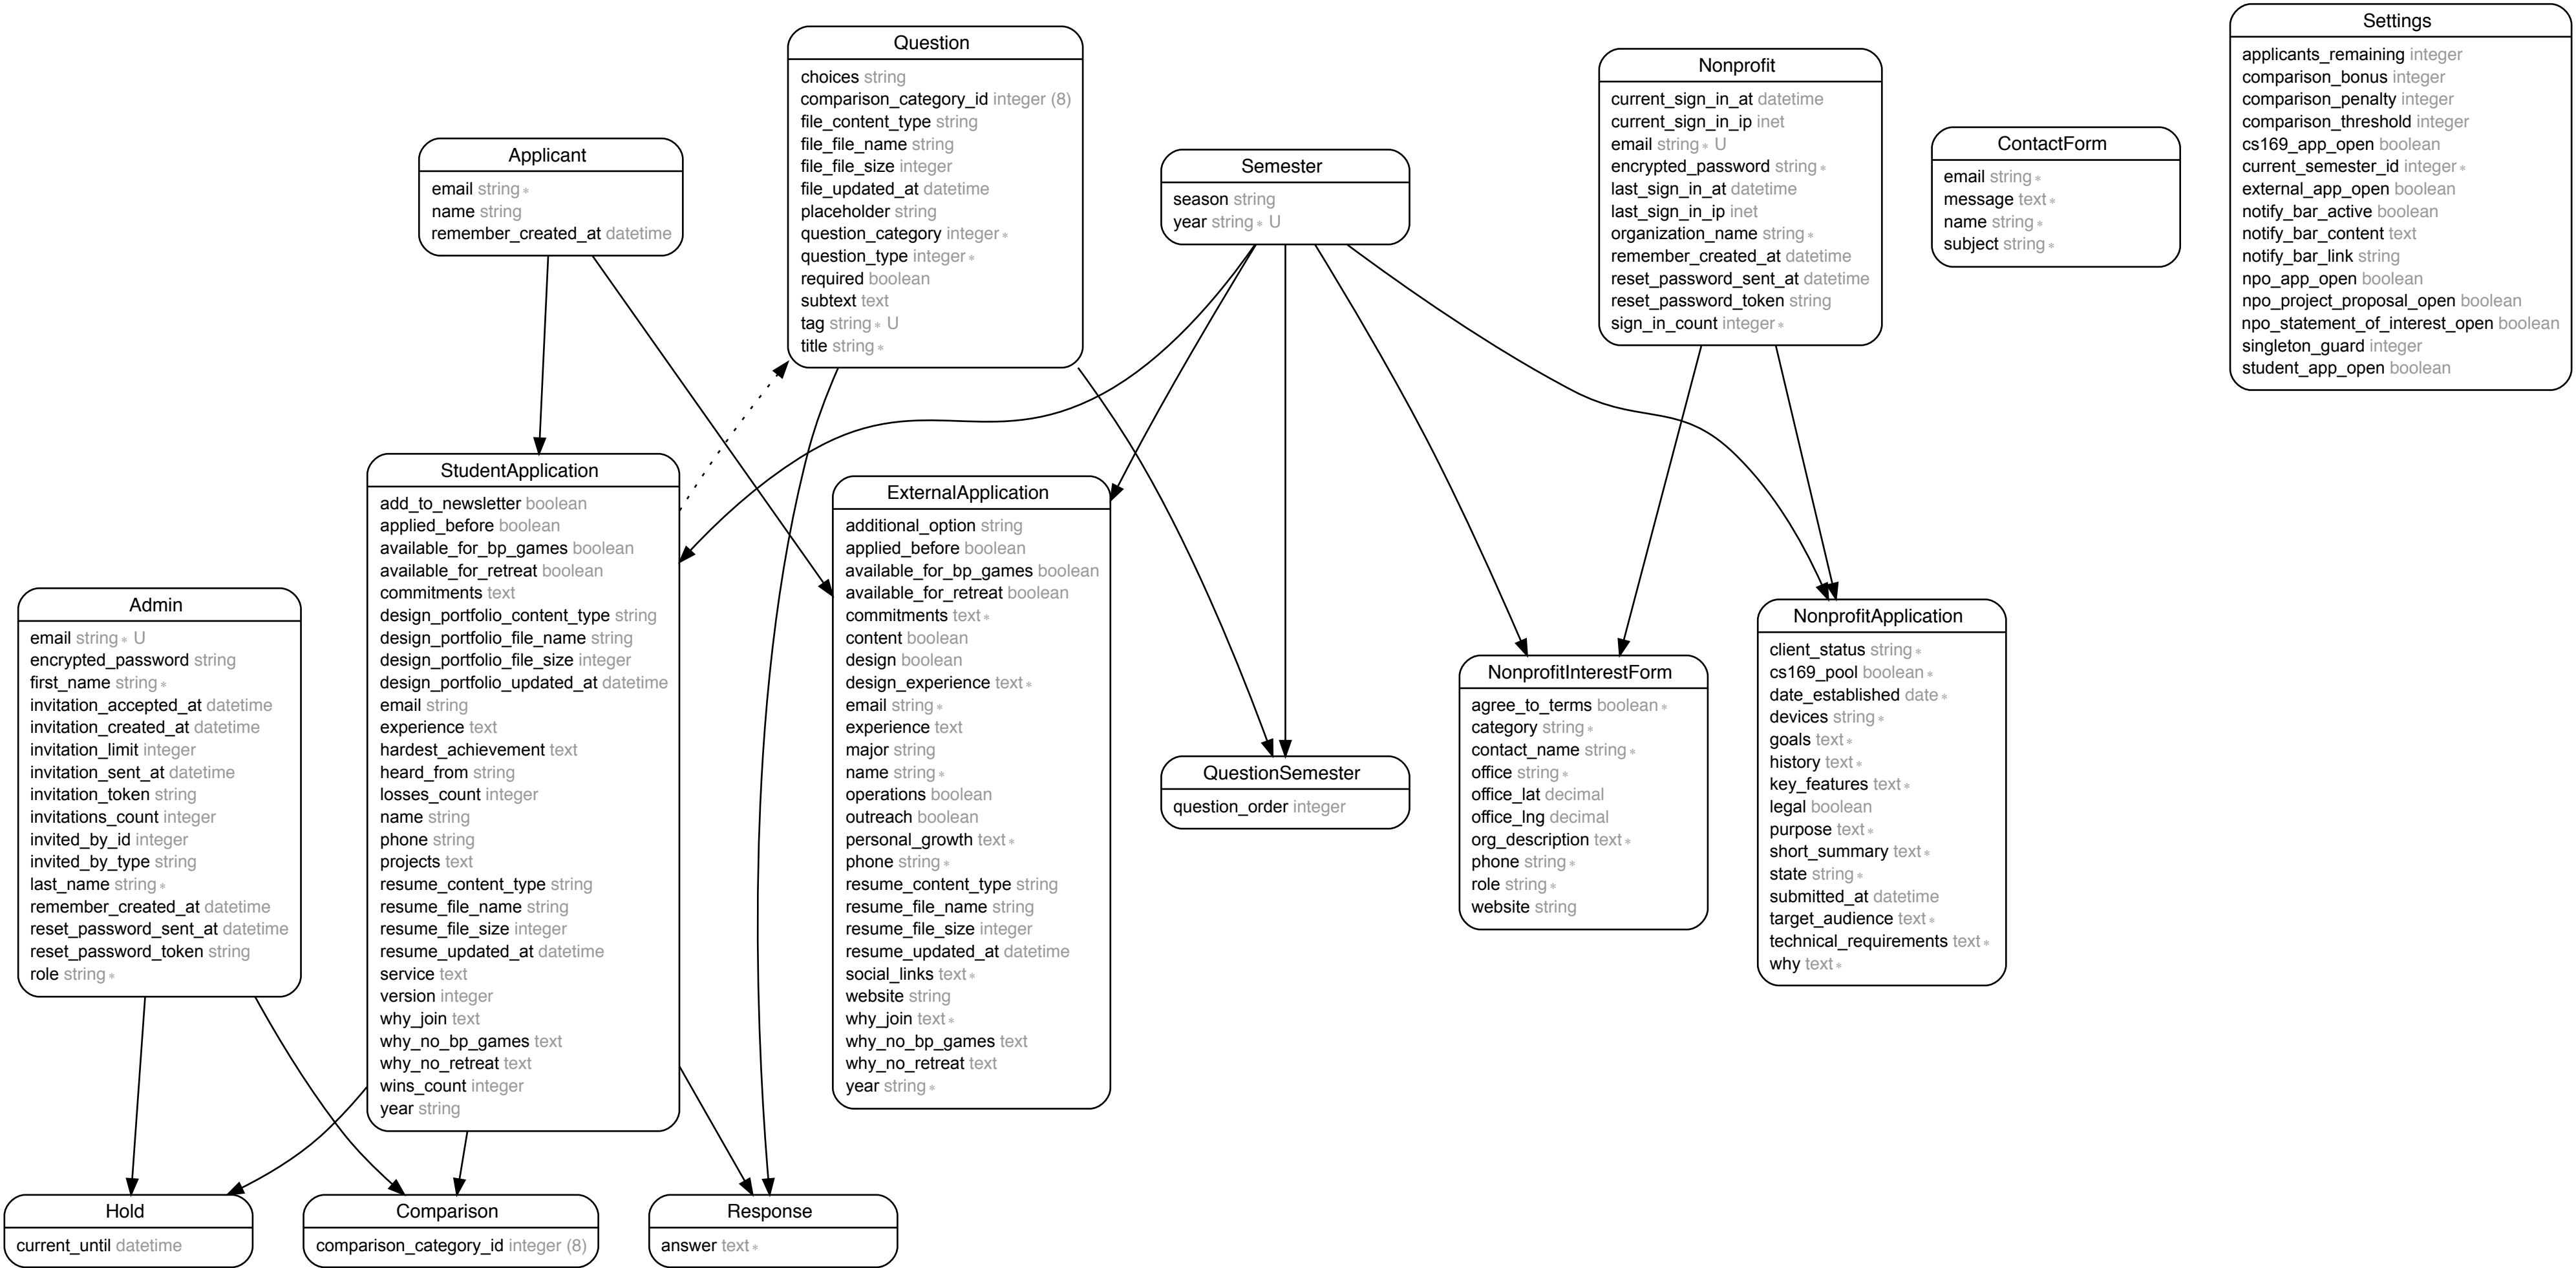 Applicant
email string ∗
name string
remember_created_at datetime
Question
choices string
comparison_category_id integer (8)
file_content_type string
file_file_name string
file_file_size integer
file_updated_at datetime
placeholder string
question_category integer ∗
question_type integer ∗
required boolean
subtext text
tag string ∗ U
title string ∗
Semester
season string
year string ∗ U
Nonprofit
current_sign_in_at datetime
current_sign_in_ip inet
email string ∗ U
encrypted_password string ∗
last_sign_in_at datetime
last_sign_in_ip inet
organization_name string ∗
remember_created_at datetime
reset_password_sent_at datetime
reset_password_token string
sign_in_count integer ∗
ContactForm
email string ∗
message text ∗
name string ∗
subject string ∗
Settings
applicants_remaining integer
comparison_bonus integer
comparison_penalty integer
comparison_threshold integer
cs169_app_open boolean
current_semester_id integer ∗
external_app_open boolean
notify_bar_active boolean
notify_bar_content text
notify_bar_link string
npo_app_open boolean
npo_project_proposal_open boolean
npo_statement_of_interest_open boolean
singleton_guard integer
student_app_open boolean
Admin
email string ∗ U
encrypted_password string
first_name string ∗
invitation_accepted_at datetime
invitation_created_at datetime
invitation_limit integer
invitation_sent_at datetime
invitation_token string
invitations_count integer
invited_by_id integer
invited_by_type string
last_name string ∗
remember_created_at datetime
reset_password_sent_at datetime
reset_password_token string
role string ∗
StudentApplication
add_to_newsletter boolean
applied_before boolean
available_for_bp_games boolean
available_for_retreat boolean
commitments text
design_portfolio_content_type string
design_portfolio_file_name string
design_portfolio_file_size integer
design_portfolio_updated_at datetime
email string
experience text
hardest_achievement text
heard_from string
losses_count integer
name string
phone string
projects text
resume_content_type string
resume_file_name string
resume_file_size integer
resume_updated_at datetime
service text
version integer
why_join text
why_no_bp_games text
why_no_retreat text
wins_count integer
year string
ExternalApplication
additional_option string
applied_before boolean
available_for_bp_games boolean
available_for_retreat boolean
commitments text ∗
content boolean
design boolean
design_experience text ∗
email string ∗
experience text
major string
name string ∗
operations boolean
outreach boolean
personal_growth text ∗
phone string ∗
resume_content_type string
resume_file_name string
resume_file_size integer
resume_updated_at datetime
social_links text ∗
website string
why_join text ∗
why_no_bp_games text
why_no_retreat text
year string ∗
QuestionSemester
question_order integer
NonprofitInterestForm
agree_to_terms boolean ∗
category string ∗
contact_name string ∗
office string ∗
office_lat decimal
office_lng decimal
org_description text ∗
phone string ∗
role string ∗
website string
NonprofitApplication
client_status string ∗
cs169_pool boolean ∗
date_established date ∗
devices string ∗
goals text ∗
history text ∗
key_features text ∗
legal boolean
purpose text ∗
short_summary text ∗
state string ∗
submitted_at datetime
target_audience text ∗
technical_requirements text ∗
why text ∗
Hold
current_until datetime
Comparison
comparison_category_id integer (8)
Response
answer text ∗